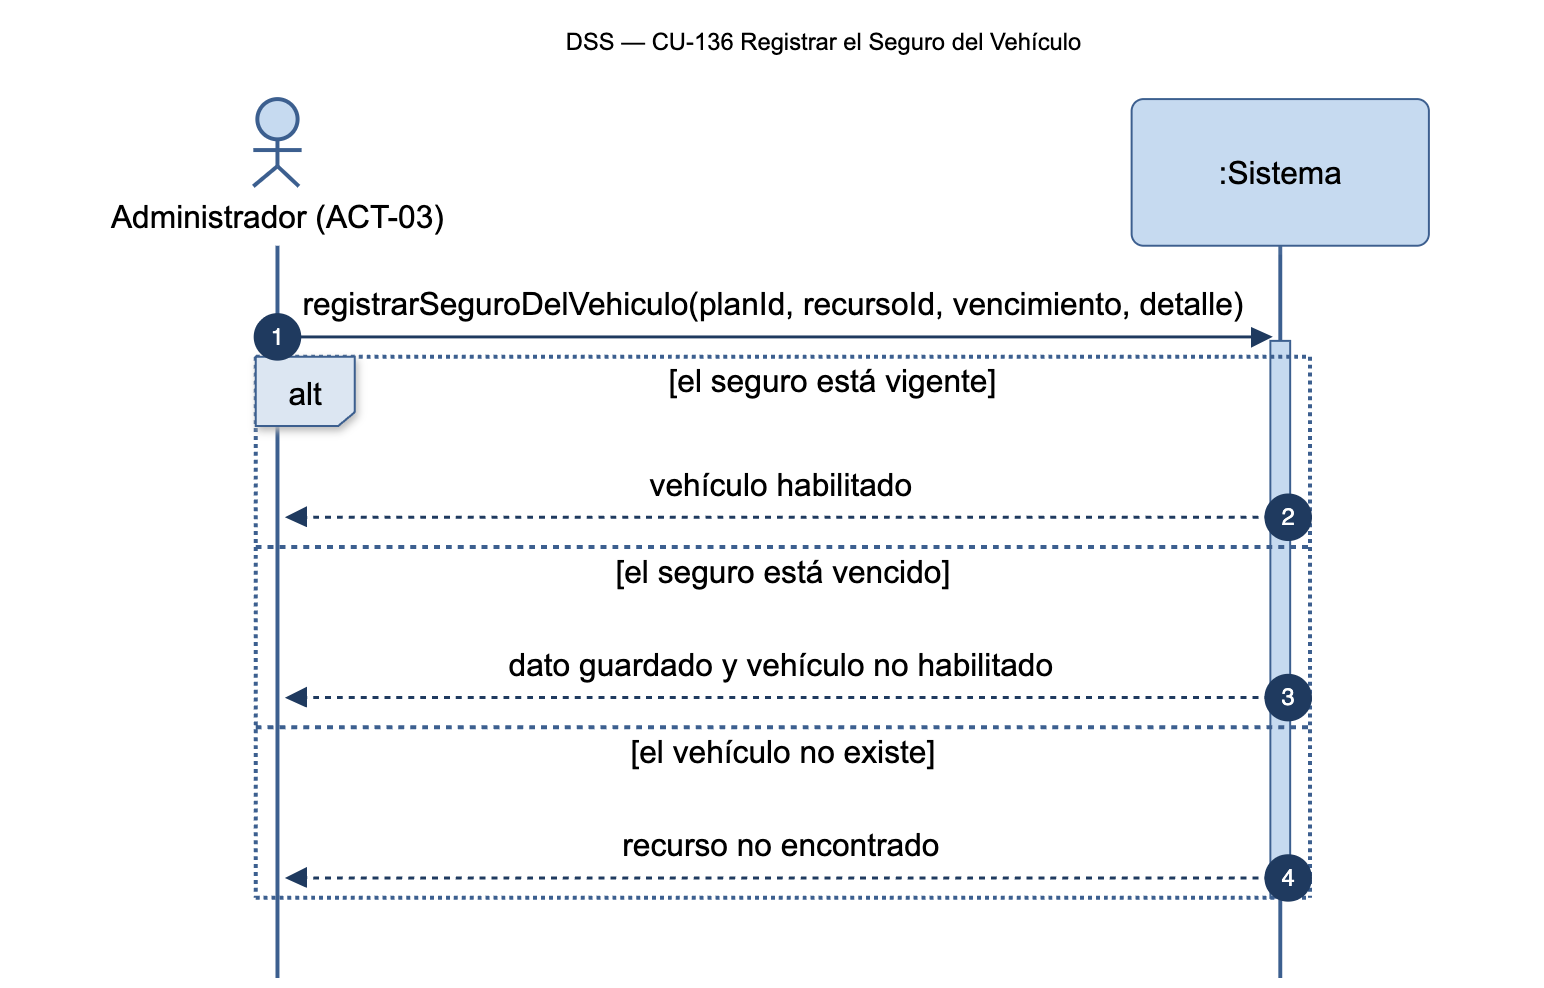 DSS — CU-136 Registrar el Seguro del Vehículo
Administrador (ACT-03)
:Sistema
registrarSeguroDelVehiculo(planId, recursoId, vencimiento, detalle)
1
alt
[el seguro está vigente]
vehículo habilitado
2
[el seguro está vencido]
dato guardado y vehículo no habilitado
3
[el vehículo no existe]
recurso no encontrado
4